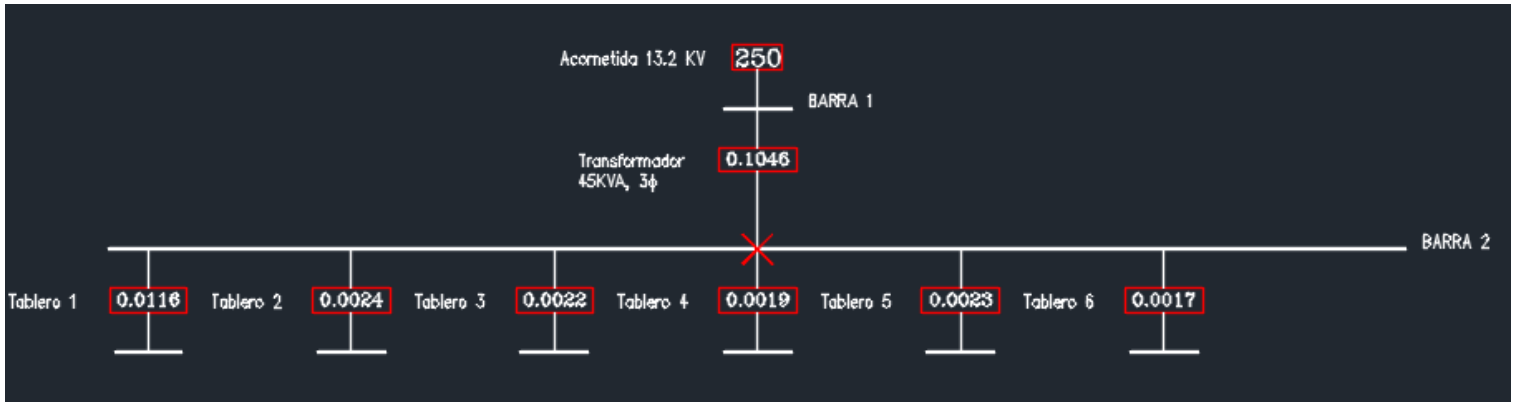 Acometida 13.2 KV 250
BARRA 1
Transformador 0.1046
45KVA, 3ϕ
BARRA 2
Tablero 1 0.0116 Tablero 2 0.0024 Tablero 3 0.0022 Tablero 4 0.0019 Tablero 5 0.0023 Tablero 6 0.0017